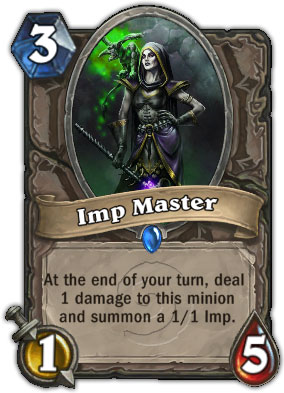 3
Imp Master
At the end of your turn, deal
1 damage to this minion
and summon a 1/1 Imp.
1
5